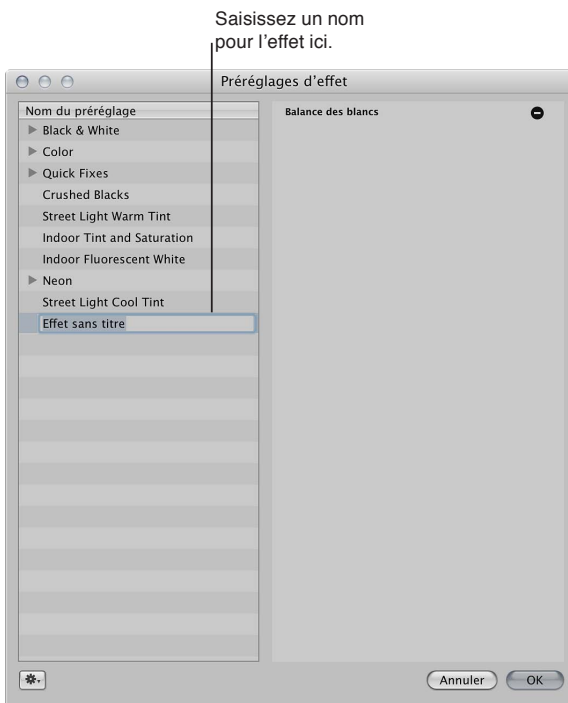 Saisissez un nom
pour l'effet ici.
Préréglages d'effet
Nom du préréglage
Black & White
Color
Quick Fixes
Crushed Blacks
Street Light Warm Tint
Indoor Tint and Saturation
Indoor Fluorescent White
Neon
Street Light Cool Tint
Effet sans titre
Balance des blancs
Annuler
OK